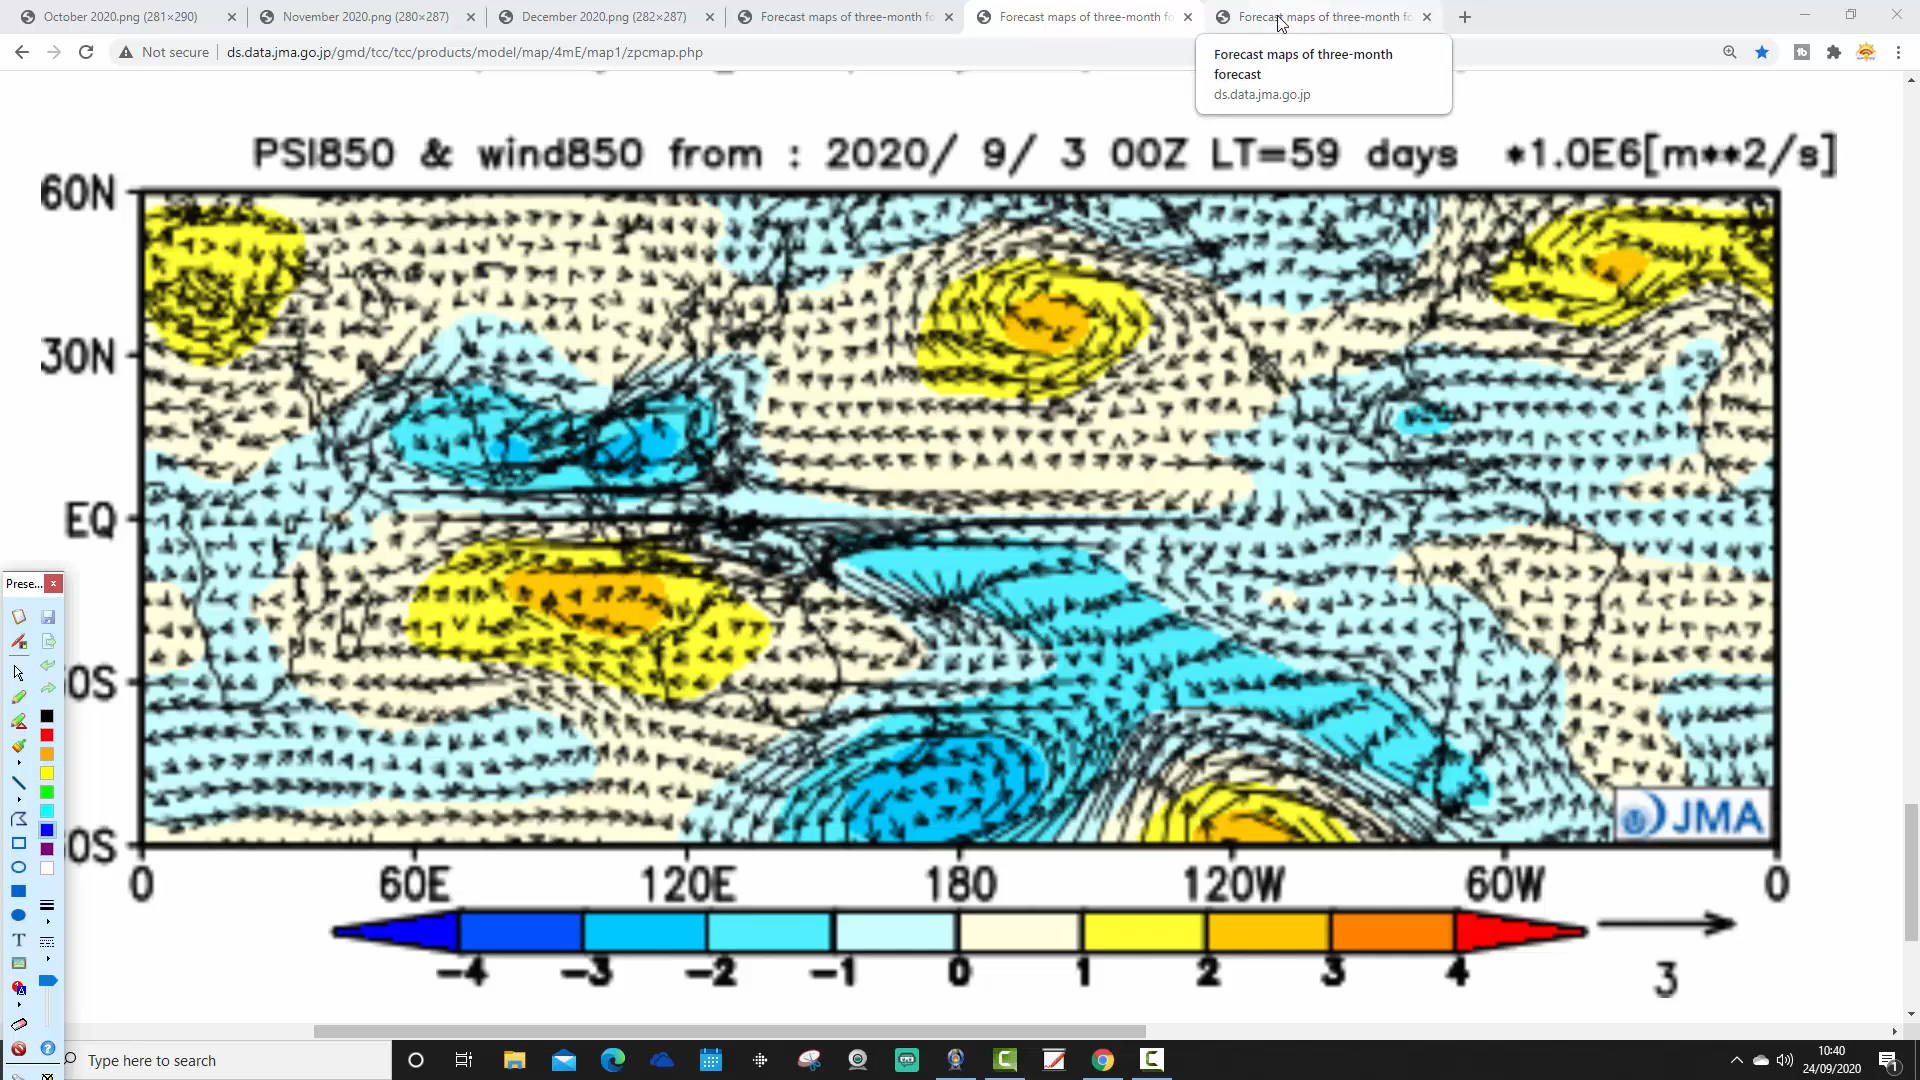 October 2020.png (281×290)
November 2020.png (280×287)
December 2020.png (282×287)
Forecast maps of three-month fo
Forecast maps of three-month fo
Forecast maps of three-month fo
Not secure
ds.data.jma.go.jp/gmd/tcc/tcc/products/model/map/4mE/map1/zpcmap.php
Forecast maps of three-month
forecast
ds.data.jma.go.jp
PSI850 & wind850 from : 2020/ 9/ 3 00Z LT=59 days *1.0E6[m**2/s]
60N
30N
EQ
0S
0S
JMA
0 60E 120E 180 120W 60W 0
-4 -3 -2 -1 0 1 2 3 4
3
Prese...
T
Type here to search
10:40
24/09/2020
1